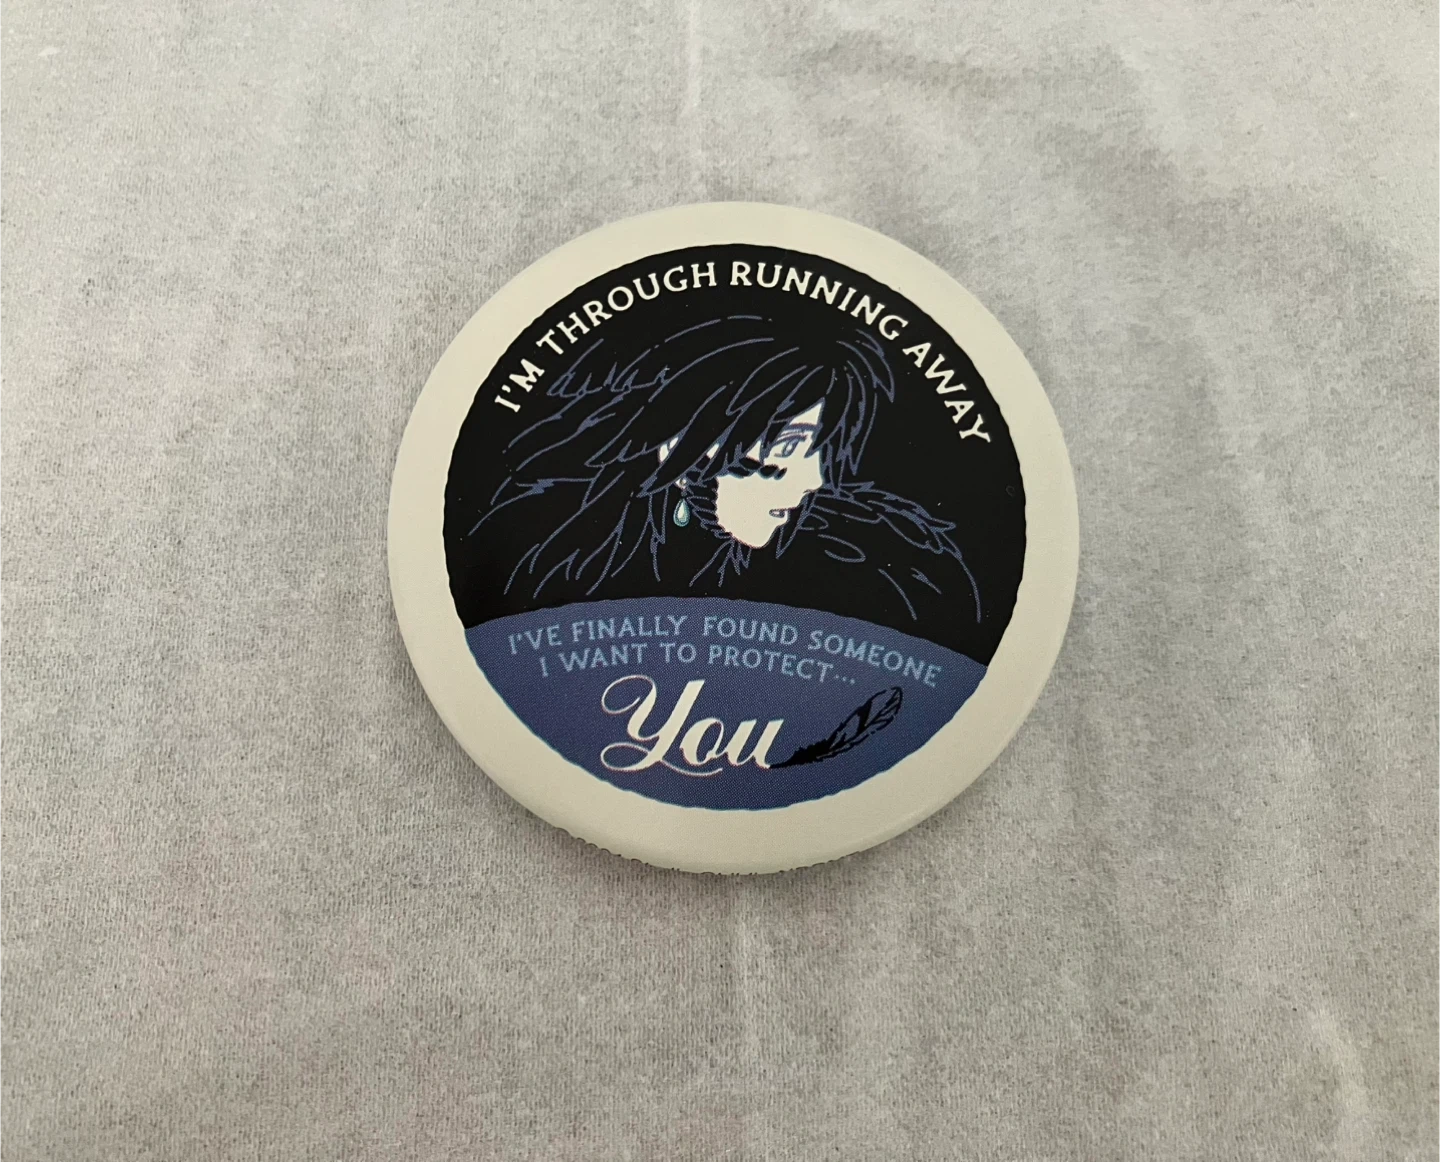 I'M THROUGH RUNNING AWAY
I'VE FINALLY FOUND SOMEONE
I WANT TO PROTECT...
You